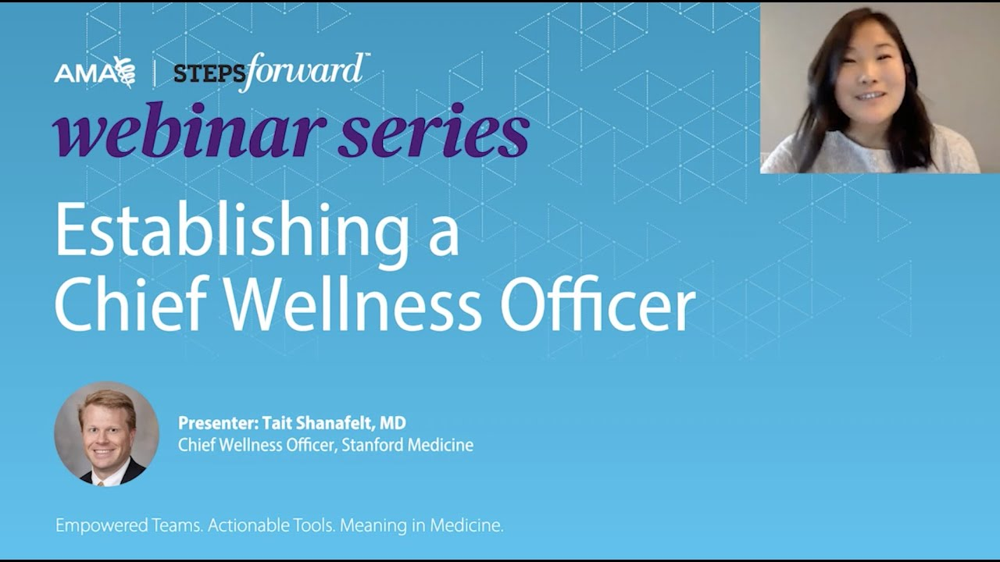 AMA | STEPSforward™
webinar series
Establishing a
Chief Wellness Officer
Presenter: Tait Shanafelt, MD
Chief Wellness Officer, Stanford Medicine
Empowered Teams. Actionable Tools. Meaning in Medicine.